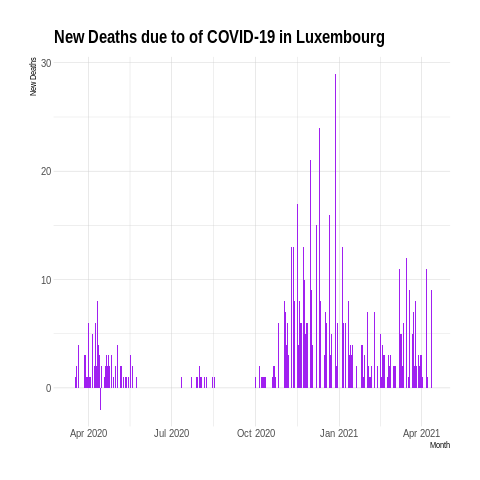 New Deaths due to of COVID-19 in Luxembourg
New Deaths
30
20
10
0
Apr 2020 Jul 2020 Oct 2020 Jan 2021 Apr 2021
Month